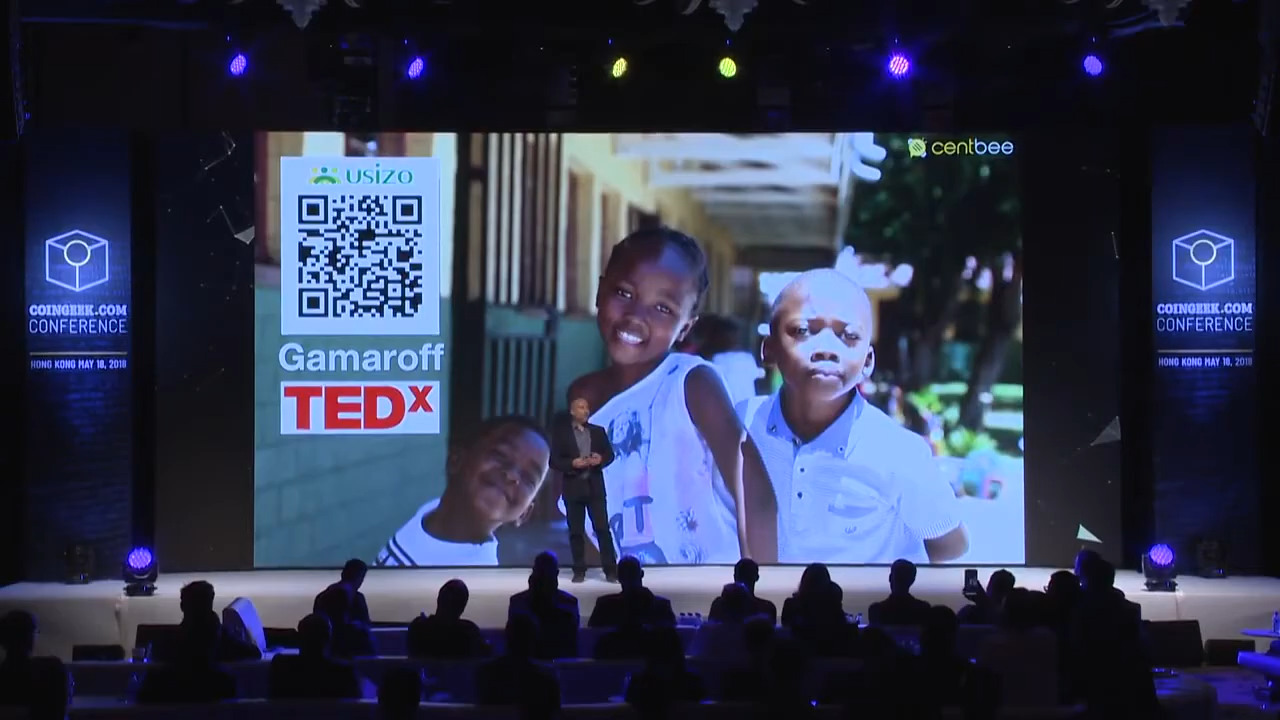 usizo
Gamaroff
TEDx
centbee
COINGEEK.COM
CONFERENCE
HONG KONG MAY 18, 2018
COINGEEK.COM
CONFERENCE
HONG KONG MAY 18, 2018